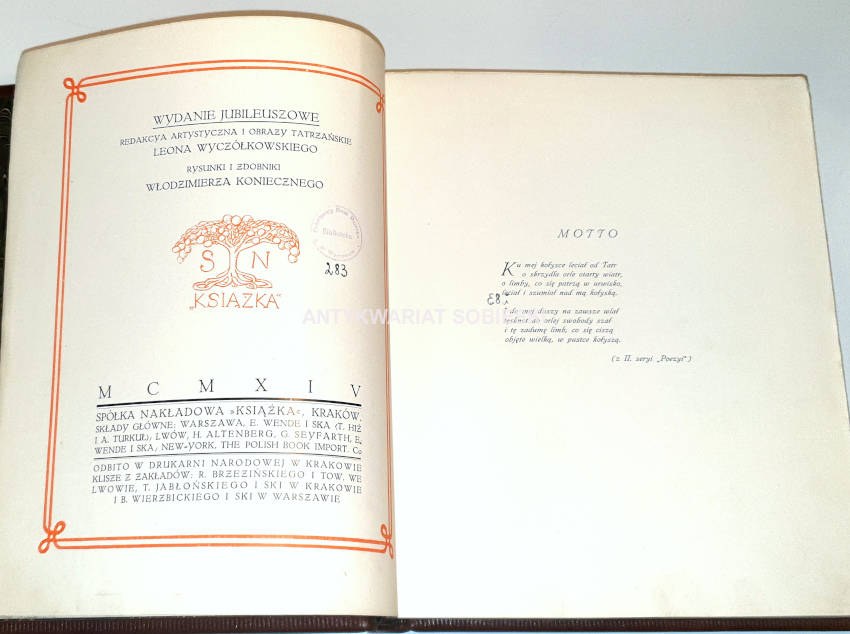 WYDANIE JUBILEUSZOWE
REDAKCYA ARTYSTYCZNA I OBRAZY TATRZAŃSKIE
LEONA WYCZÓŁKOWSKIEGO
RYSUNKI I ZDOBNIKI
WŁODZIMIERZA KONIECZNEGO
S N
„KSIĄŻKA“
Biblioteka
283
M C M X I V
SPÓŁKA NAKŁADOWA »KSIĄŻKA«, KRAKÓW,
SKŁADY GŁÓWNE; WARSZAWA, E. WENDE I SKA (T. HIŻ
I A. TURKUŁ), LWÓW, H. ALTENBERG, G. SEYFARTH, E,
WENDE I SKA, NEW-YORK, THE POLISH BOOK IMPORT. Co
ODBITO W DRUKARNI NARODOWEJ W KRAKOWIE
KLISZE Z ZAKŁADÓW: R. BRZEZIŃSKIEGO I TOW. WE
LWOWIE, T. JABŁOŃSKIEGO I SKI W KRAKOWIE
I B. WIERZBICKIEGO I SKI W WARSZAWIE
MOTTO
Ku mej kołysce leciał od Tatr
o skrzydła orle otarty wiatr,
o limby, co się patrzą w urwisko,
leciał i szumiał nad mą kołyską.
i do mej duszy na zawsze wlał
tęsknot do orlej swobody szał
i tę zadumę limb, co się ciszą
objęte wielką, w pustce kołyszą.
(z II. seryi „Poezyi“)
ANTYKWARIAT